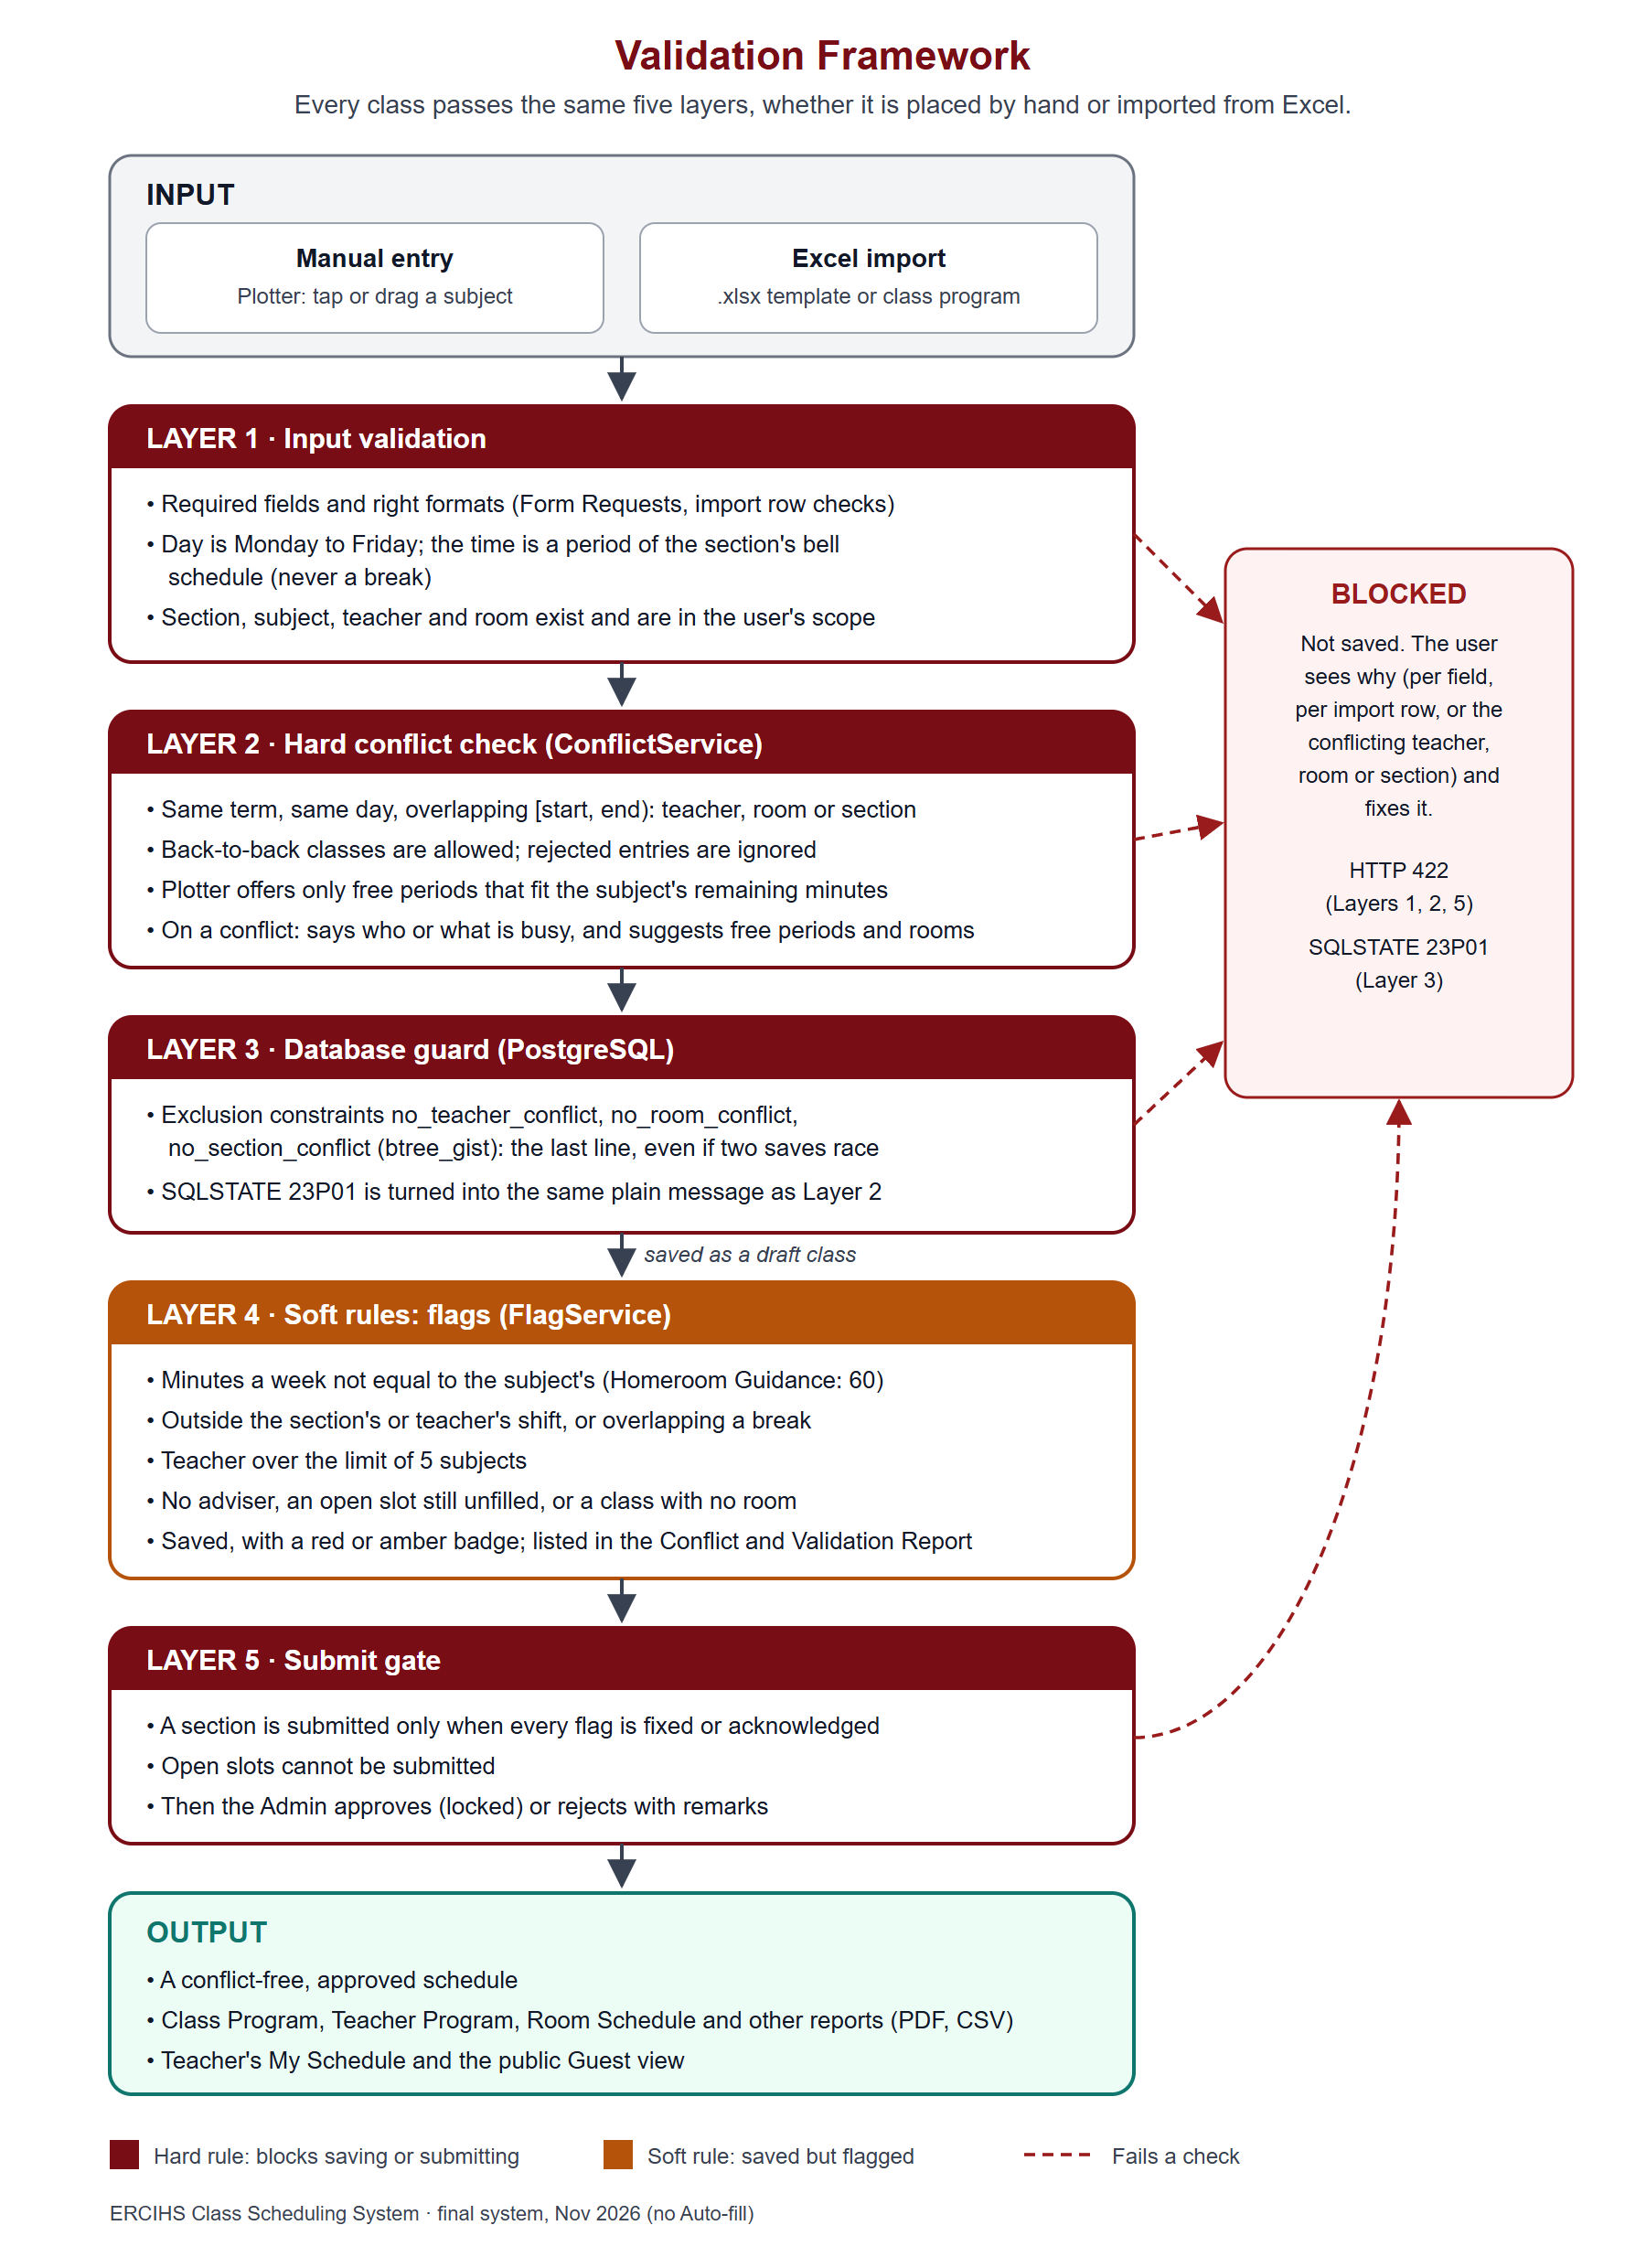 Validation Framework
Every class passes the same five layers, whether it is placed by hand or imported from Excel.
INPUT
Manual entry
Plotter: tap or drag a subject
Excel import
.xlsx template or class program
LAYER 1 · Input validation
• Required fields and right formats (Form Requests, import row checks)
• Day is Monday to Friday; the time is a period of the section's bell
schedule (never a break)
• Section, subject, teacher and room exist and are in the user's scope
LAYER 2 · Hard conflict check (ConflictService)
• Same term, same day, overlapping [start, end): teacher, room or section
• Back-to-back classes are allowed; rejected entries are ignored
• Plotter offers only free periods that fit the subject's remaining minutes
• On a conflict: says who or what is busy, and suggests free periods and rooms
LAYER 3 · Database guard (PostgreSQL)
• Exclusion constraints no_teacher_conflict, no_room_conflict,
no_section_conflict (btree_gist): the last line, even if two saves race
• SQLSTATE 23P01 is turned into the same plain message as Layer 2
BLOCKED
Not saved. The user
sees why (per field,
per import row, or the
conflicting teacher,
room or section) and
fixes it.
HTTP 422
(Layers 1, 2, 5)
SQLSTATE 23P01
(Layer 3)
saved as a draft class
LAYER 4 · Soft rules: flags (FlagService)
• Minutes a week not equal to the subject's (Homeroom Guidance: 60)
• Outside the section's or teacher's shift, or overlapping a break
• Teacher over the limit of 5 subjects
• No adviser, an open slot still unfilled, or a class with no room
• Saved, with a red or amber badge; listed in the Conflict and Validation Report
LAYER 5 · Submit gate
• A section is submitted only when every flag is fixed or acknowledged
• Open slots cannot be submitted
• Then the Admin approves (locked) or rejects with remarks
OUTPUT
• A conflict-free, approved schedule
• Class Program, Teacher Program, Room Schedule and other reports (PDF, CSV)
• Teacher's My Schedule and the public Guest view
Hard rule: blocks saving or submitting
Soft rule: saved but flagged
Fails a check
ERCIHS Class Scheduling System · final system, Nov 2026 (no Auto-fill)